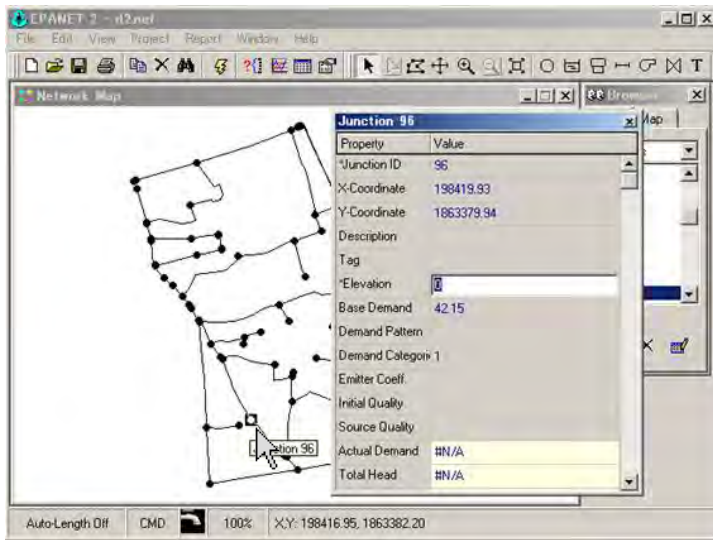 EPANET 2 - d2.net
File Edit View Project Report Window Help
Network Map
Junction 96
Map
Property Value
*Junction ID 96
X-Coordinate 198419.93
Y-Coordinate 1863379.94
Description
Tag
*Elevation 0
Base Demand 42.15
Demand Pattern
Demand Categori 1
Emitter Coeff.
Initial Quality
Source Quality
Actual Demand #N/A
Total Head #N/A
Auto-Length Off CMD 100% X,Y: 198416.95, 1863382.20